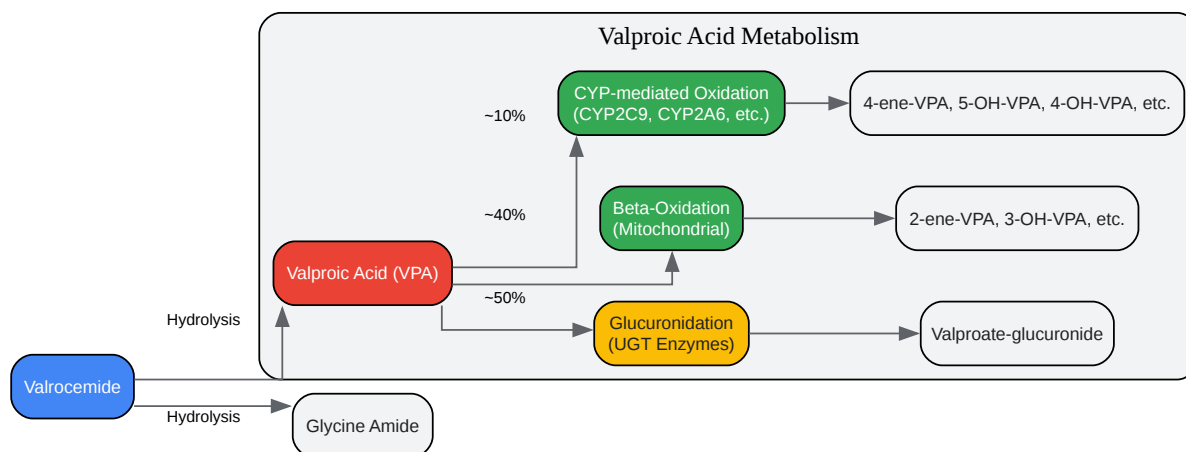 Valproic Acid Metabolism
CYP-mediated Oxidation
(CYP2C9, CYP2A6, etc.)
4-ene-VPA, 5-OH-VPA, 4-OH-VPA, etc.
~10%
Beta-Oxidation
(Mitochondrial)
2-ene-VPA, 3-OH-VPA, etc.
~40%
Valproic Acid (VPA)
~50%
Glucuronidation
(UGT Enzymes)
Valproate-glucuronide
Hydrolysis
Valrocemide
Hydrolysis
Glycine Amide